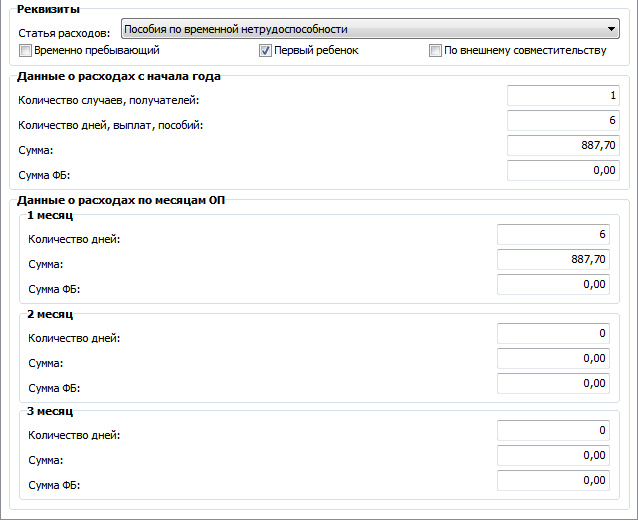 Реквизиты
Статья расходов: Пособия по временной нетрудоспособности
Временно пребывающий Первый ребенок По внешнему совместительству
Данные о расходах с начала года
Количество случаев, получателей: 1
Количество дней, выплат, пособий: 6
Сумма: 887,70
Сумма ФБ: 0,00
Данные о расходах по месяцам ОП
1 месяц
Количество дней: 6
Сумма: 887,70
Сумма ФБ: 0,00
2 месяц
Количество дней: 0
Сумма: 0,00
Сумма ФБ: 0,00
3 месяц
Количество дней: 0
Сумма: 0,00
Сумма ФБ: 0,00